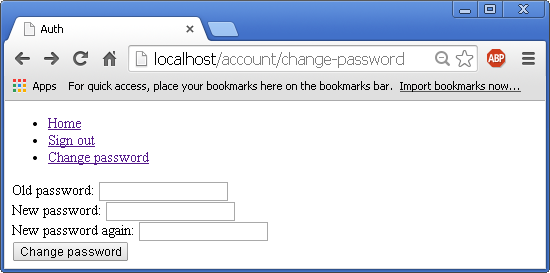 Auth
localhost/account/change-password
ABP
Apps For quick access, place your bookmarks here on the bookmarks bar. Import bookmarks now...
Home
Sign out
Change password
Old password:
New password:
New password again:
Change password